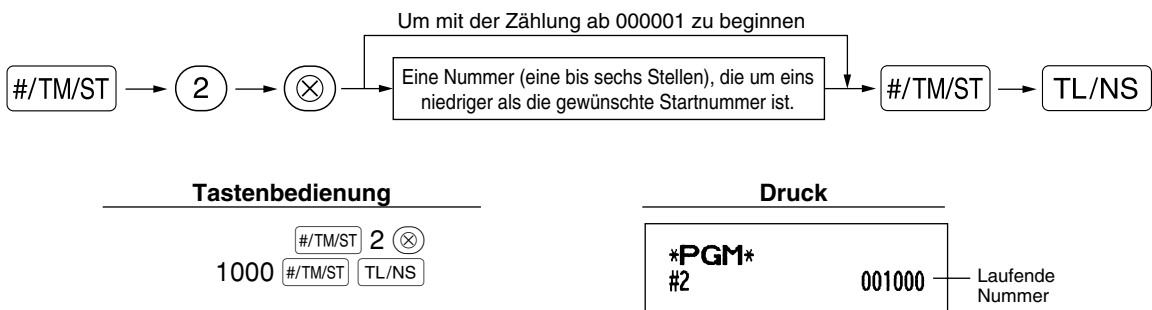 Um mit der Zählung ab 000001 zu beginnen
#/TM/ST 2 ⊗ Eine Nummer (eine bis sechs Stellen), die um eins
niedriger als die gewünschte Startnummer ist. #/TM/ST TL/NS
Tastenbedienung
#/TM/ST 2 ⊗
1000 #/TM/ST TL/NS
Druck
*PGM*
#2 001000
Laufende
Nummer